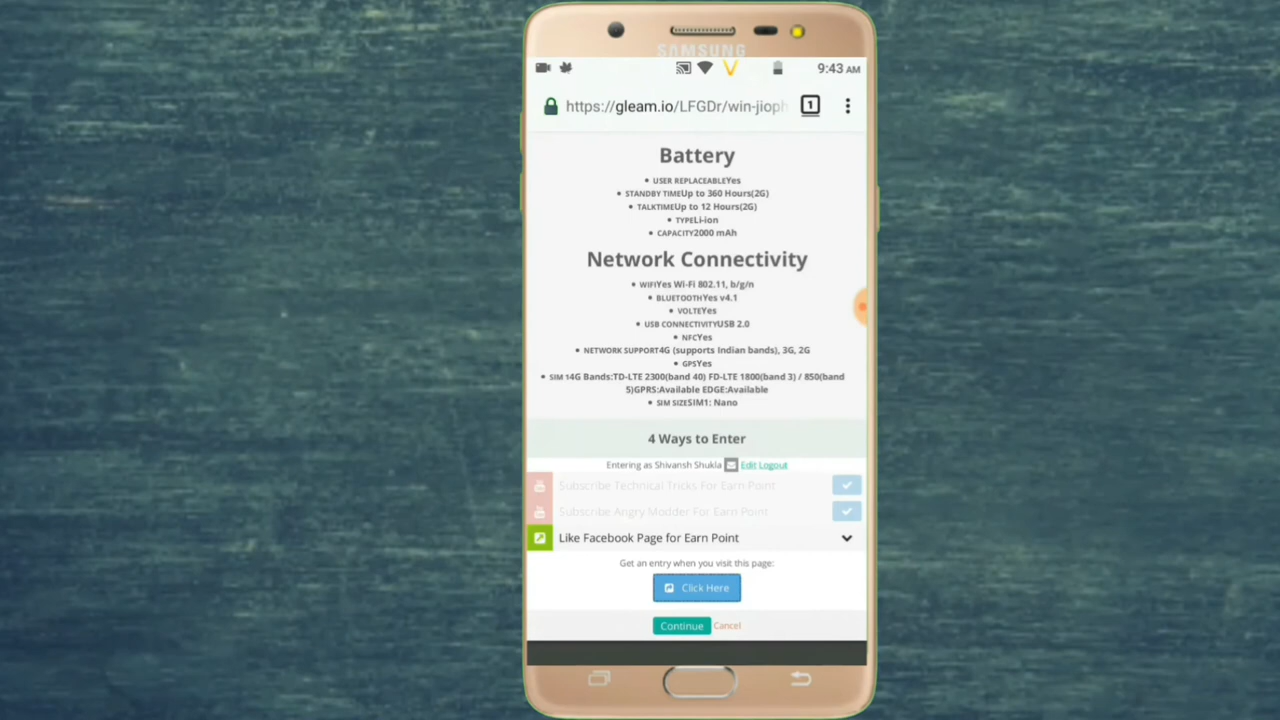 SAMSUNG
9:43 AM
https://gleam.io/LFGDr/win-jioph
1
Battery
• USER REPLACEABLEYes
• STANDBY TIMEUp to 360 Hours(2G)
• TALKTIMEUp to 12 Hours(2G)
• TYPELi-ion
• CAPACITY2000 mAh
Network Connectivity
• WIFIYes Wi-Fi 802.11, b/g/n
• BLUETOOTHYes v4.1
• VOLTEYes
• USB CONNECTIVITYUSB 2.0
• NFCYes
• NETWORK SUPPORT4G (supports Indian bands), 3G, 2G
• GPSYes
• SIM 14G Bands:TD-LTE 2300(band 40) FD-LTE 1800(band 3) / 850(band
5)GPRS:Available EDGE:Available
• SIM SIZESIM1: Nano
4 Ways to Enter
Entering as Shivansh Shukla Edit Logout
Subscribe Technical Tricks For Earn Point
Subscribe Angry Modder For Earn Point
Like Facebook Page for Earn Point
Get an entry when you visit this page:
Click Here
Continue Cancel